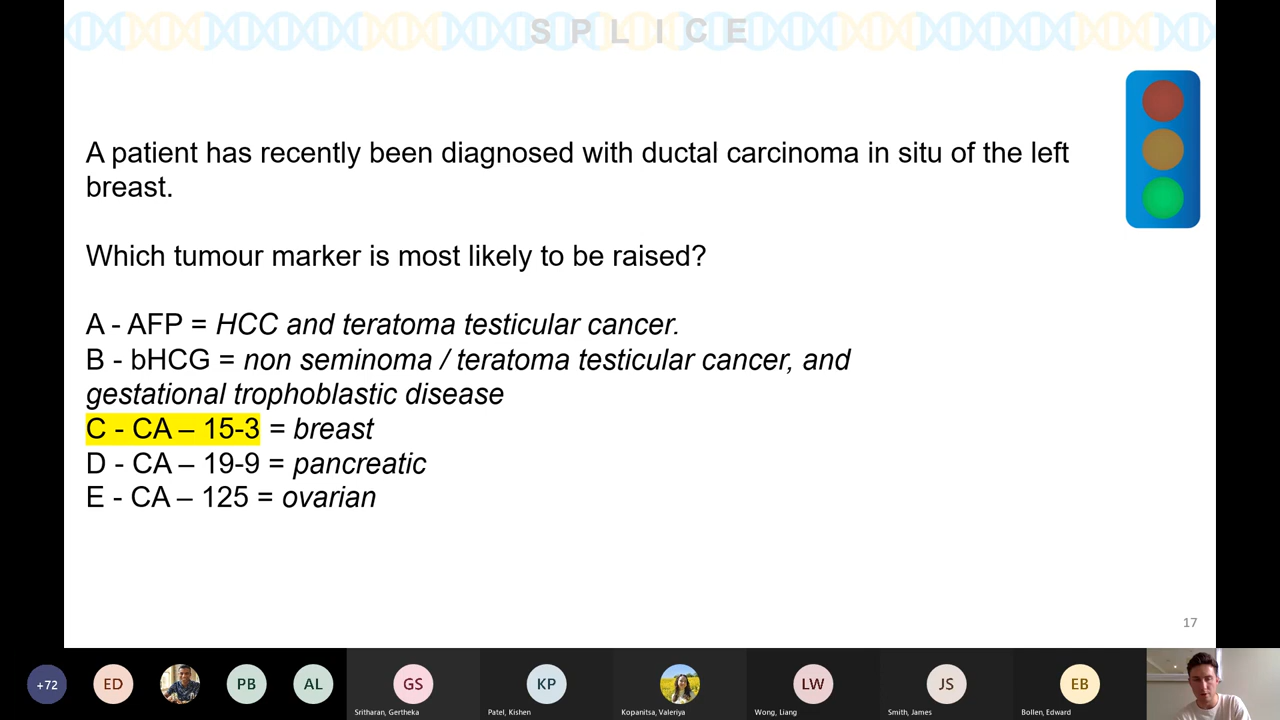 S P L I C E
A patient has recently been diagnosed with ductal carcinoma in situ of the left
breast.
Which tumour marker is most likely to be raised?
A - AFP = HCC and teratoma testicular cancer.
B - bHCG = non seminoma / teratoma testicular cancer, and
gestational trophoblastic disease
C - CA – 15-3 = breast
D - CA – 19-9 = pancreatic
E - CA – 125 = ovarian
17
+72 ED PB AL GS KP LW JS EB
Sritharan, Gertheka Patel, Kishen Kopanitsa, Valeriya Wong, Liang Smith, James Bollen, Edward